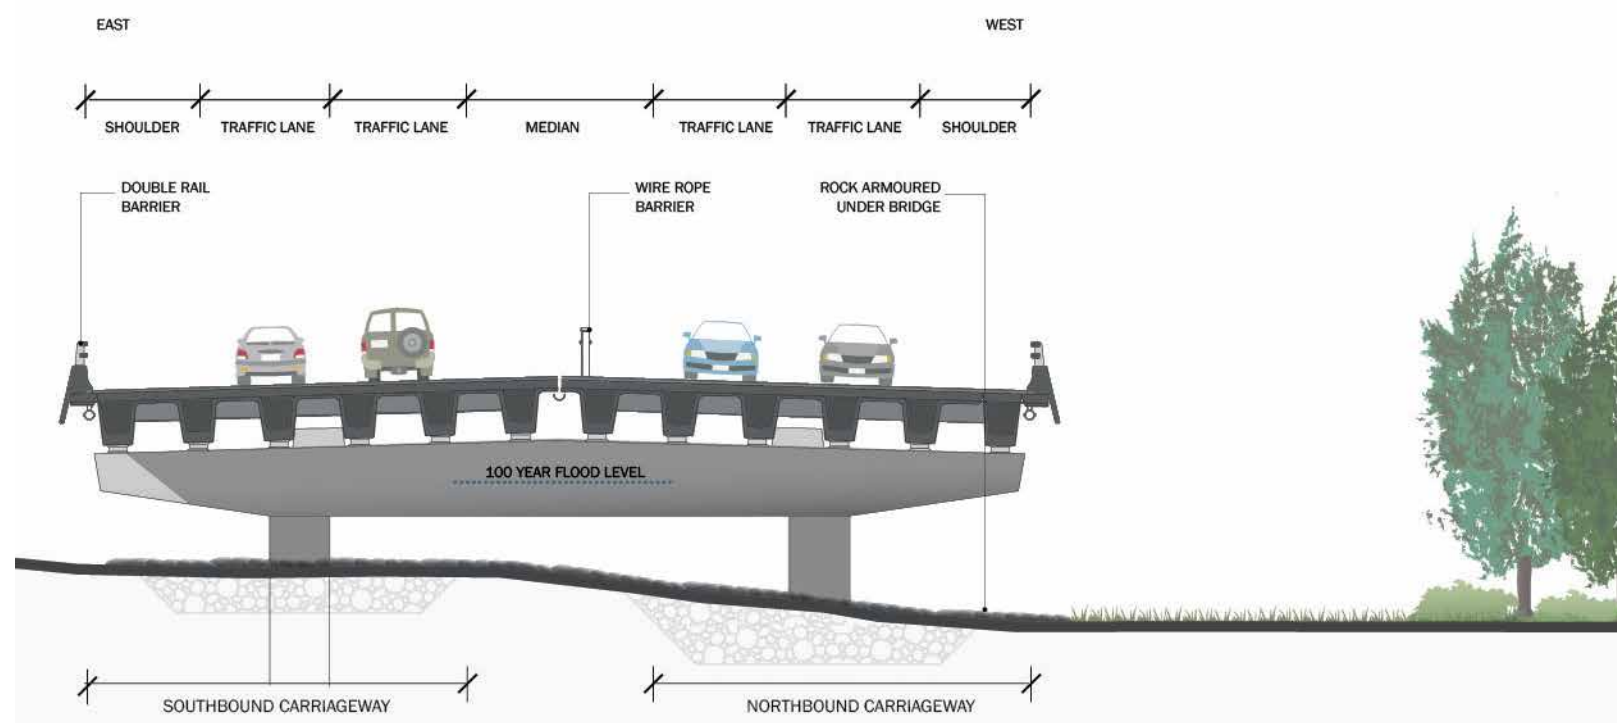 EAST
WEST
SHOULDER
TRAFFIC LANE
TRAFFIC LANE
MEDIAN
TRAFFIC LANE
TRAFFIC LANE
SHOULDER
DOUBLE RAIL
BARRIER
WIRE ROPE
BARRIER
ROCK ARMOURED
UNDER BRIDGE
100 YEAR FLOOD LEVEL
SOUTHBOUND CARRIAGEWAY
NORTHBOUND CARRIAGEWAY